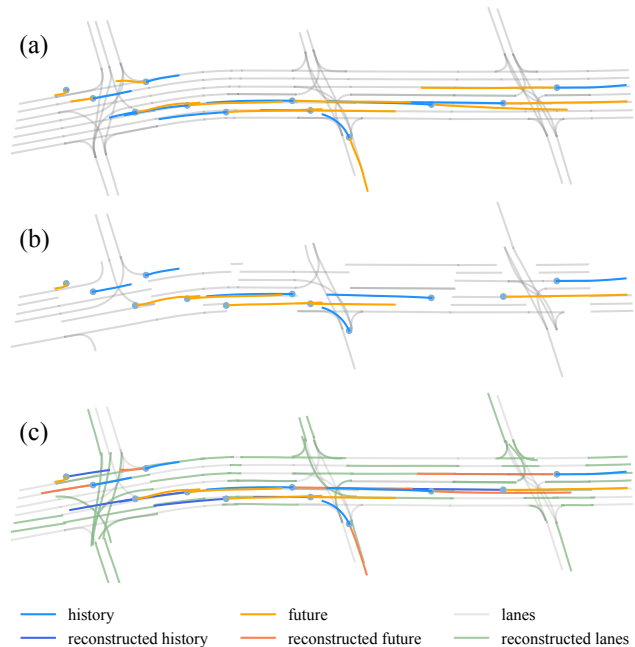 (a)
(b)
(c)
history future lanes
reconstructed history reconstructed future reconstructed lanes